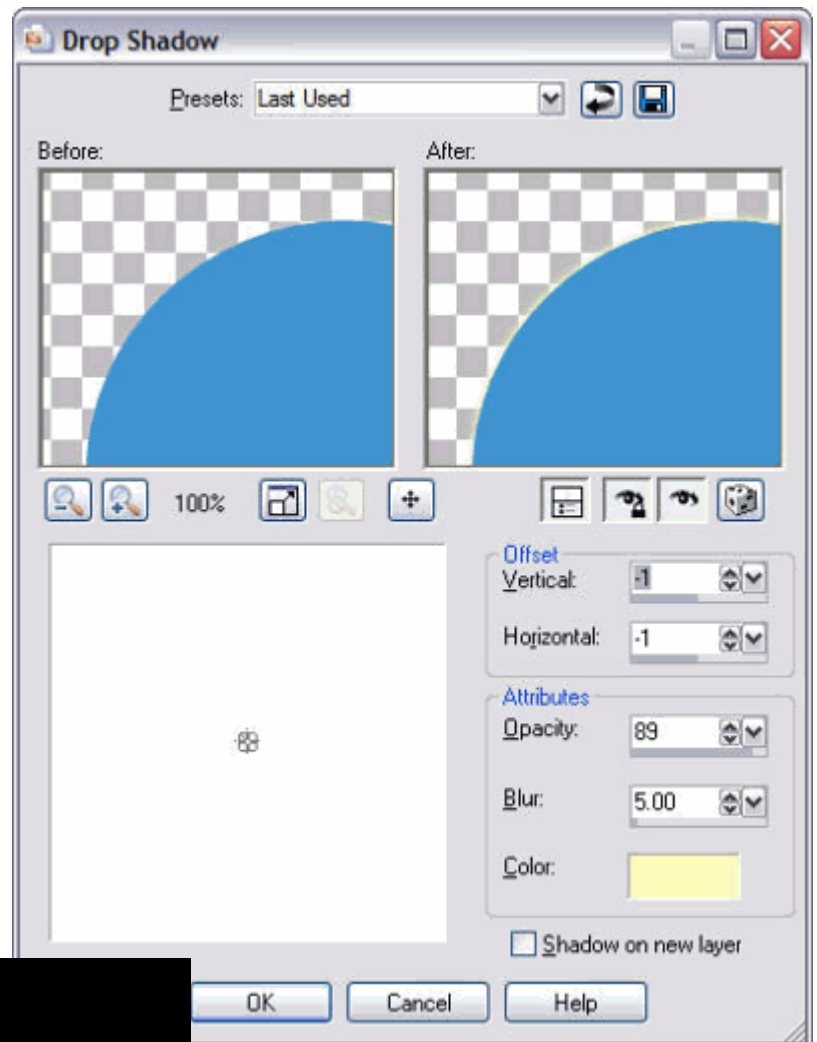 Drop Shadow
Presets: Last Used
Before:
After:
100%
Offset
Vertical: -1
Horizontal: -1
Attributes
Opacity: 89
Blur: 5.00
Color:
Shadow on new layer
OK Cancel Help